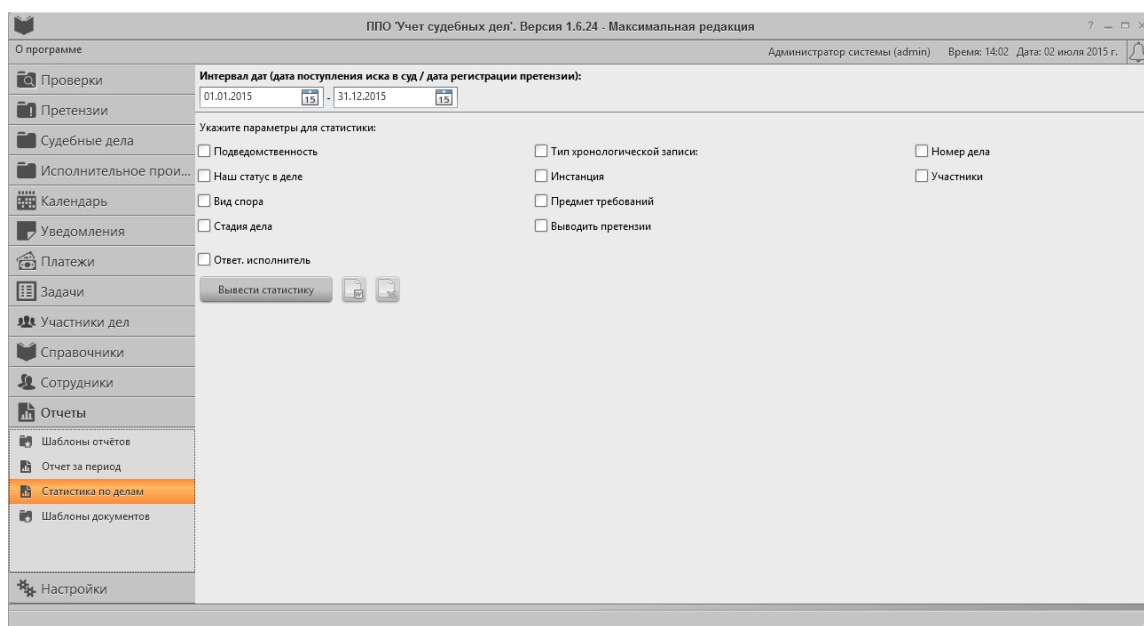 ППО 'Учет судебных дел'. Версия 1.6.24 - Максимальная редакция
О программе
Администратор системы (admin) Время: 14:02 Дата: 02 июля 2015 г.
Проверки
Претензии
Судебные дела
Исполнительное прои...
Календарь
Уведомления
Платежи
Задачи
Участники дел
Справочники
Сотрудники
Отчеты
Шаблоны отчётов
Отчет за период
Статистика по делам
Шаблоны документов
Настройки
Интервал дат (дата поступления иска в суд / дата регистрации претензии):
01.01.2015 15 - 31.12.2015 15
Укажите параметры для статистики:
Подведомственность Тип хронологической записи: Номер дела
Наш статус в деле Инстанция Участники
Вид спора Предмет требований
Стадия дела Выводить претензии
Ответ. исполнитель
Вывести статистику